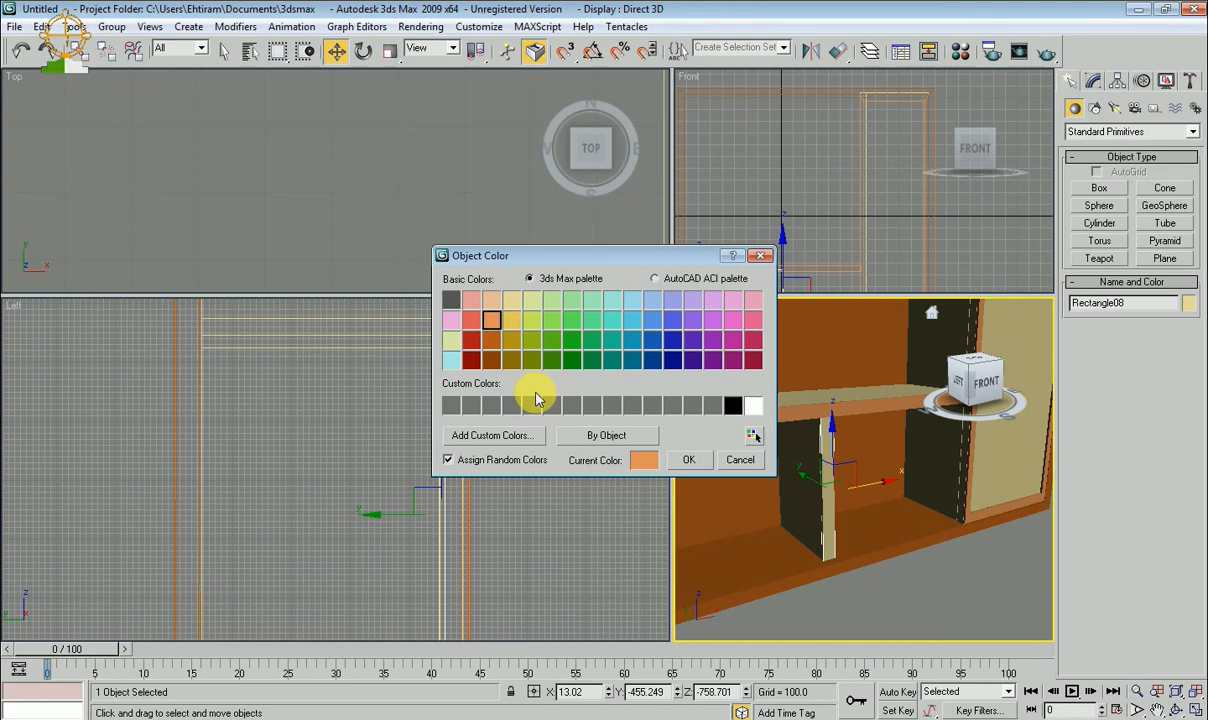 Untitled - Project Folder: C:\Users\Ehtiram\Documents\3dsmax - Autodesk 3ds Max 2009 x64 - Unregistered Version - Display : Direct 3D
File Edit Tools Group Views Create Modifiers Animation Graph Editors Rendering Customize MAXScript Help Tentacles
All View Create Selection Set
Top
N
TOP
Front
FRONT
Standard Primitives
- Object Type
AutoGrid
Box Cone
Sphere GeoSphere
Cylinder Tube
Torus Pyramid
Teapot Plane
- Name and Color
Rectangle08
Object Color
Basic Colors: 3ds Max palette AutoCAD ACI palette
Custom Colors:
Add Custom Colors... By Object
Assign Random Colors Current Color: OK Cancel
Left
LEFT FRONT
0 / 100
0 5 10 15 20 25 30 35 40 45 50 55 60 65 70 75 80 85 90 95 100
1 Object Selected X: 13.02 Y: -455.249 Z: -758.701 Grid = 100.0 Auto Key Selected
Click and drag to select and move objects Add Time Tag Set Key Key Filters... 0